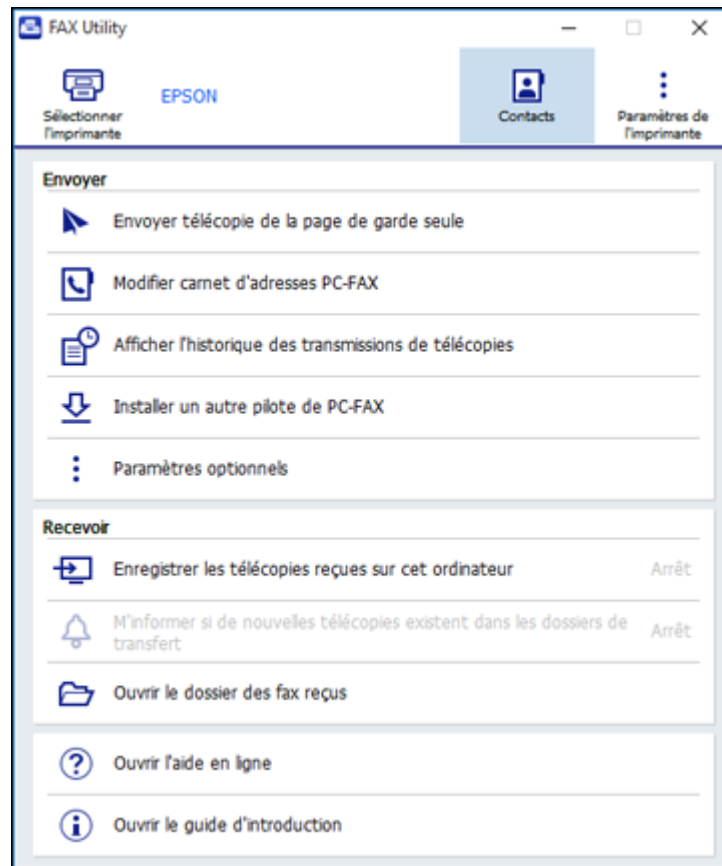 FAX Utility
Sélectionner
l'imprimante
EPSON
Contacts
Paramètres de
l'imprimante
Envoyer
Envoyer télécopie de la page de garde seule
Modifier carnet d'adresses PC-FAX
Afficher l'historique des transmissions de télécopies
Installer un autre pilote de PC-FAX
Paramètres optionnels
Recevoir
Enregistrer les télécopies reçues sur cet ordinateur
Arrêt
M'informer si de nouvelles télécopies existent dans les dossiers de
transfert
Arrêt
Ouvrir le dossier des fax reçus
Ouvrir l'aide en ligne
Ouvrir le guide d'introduction